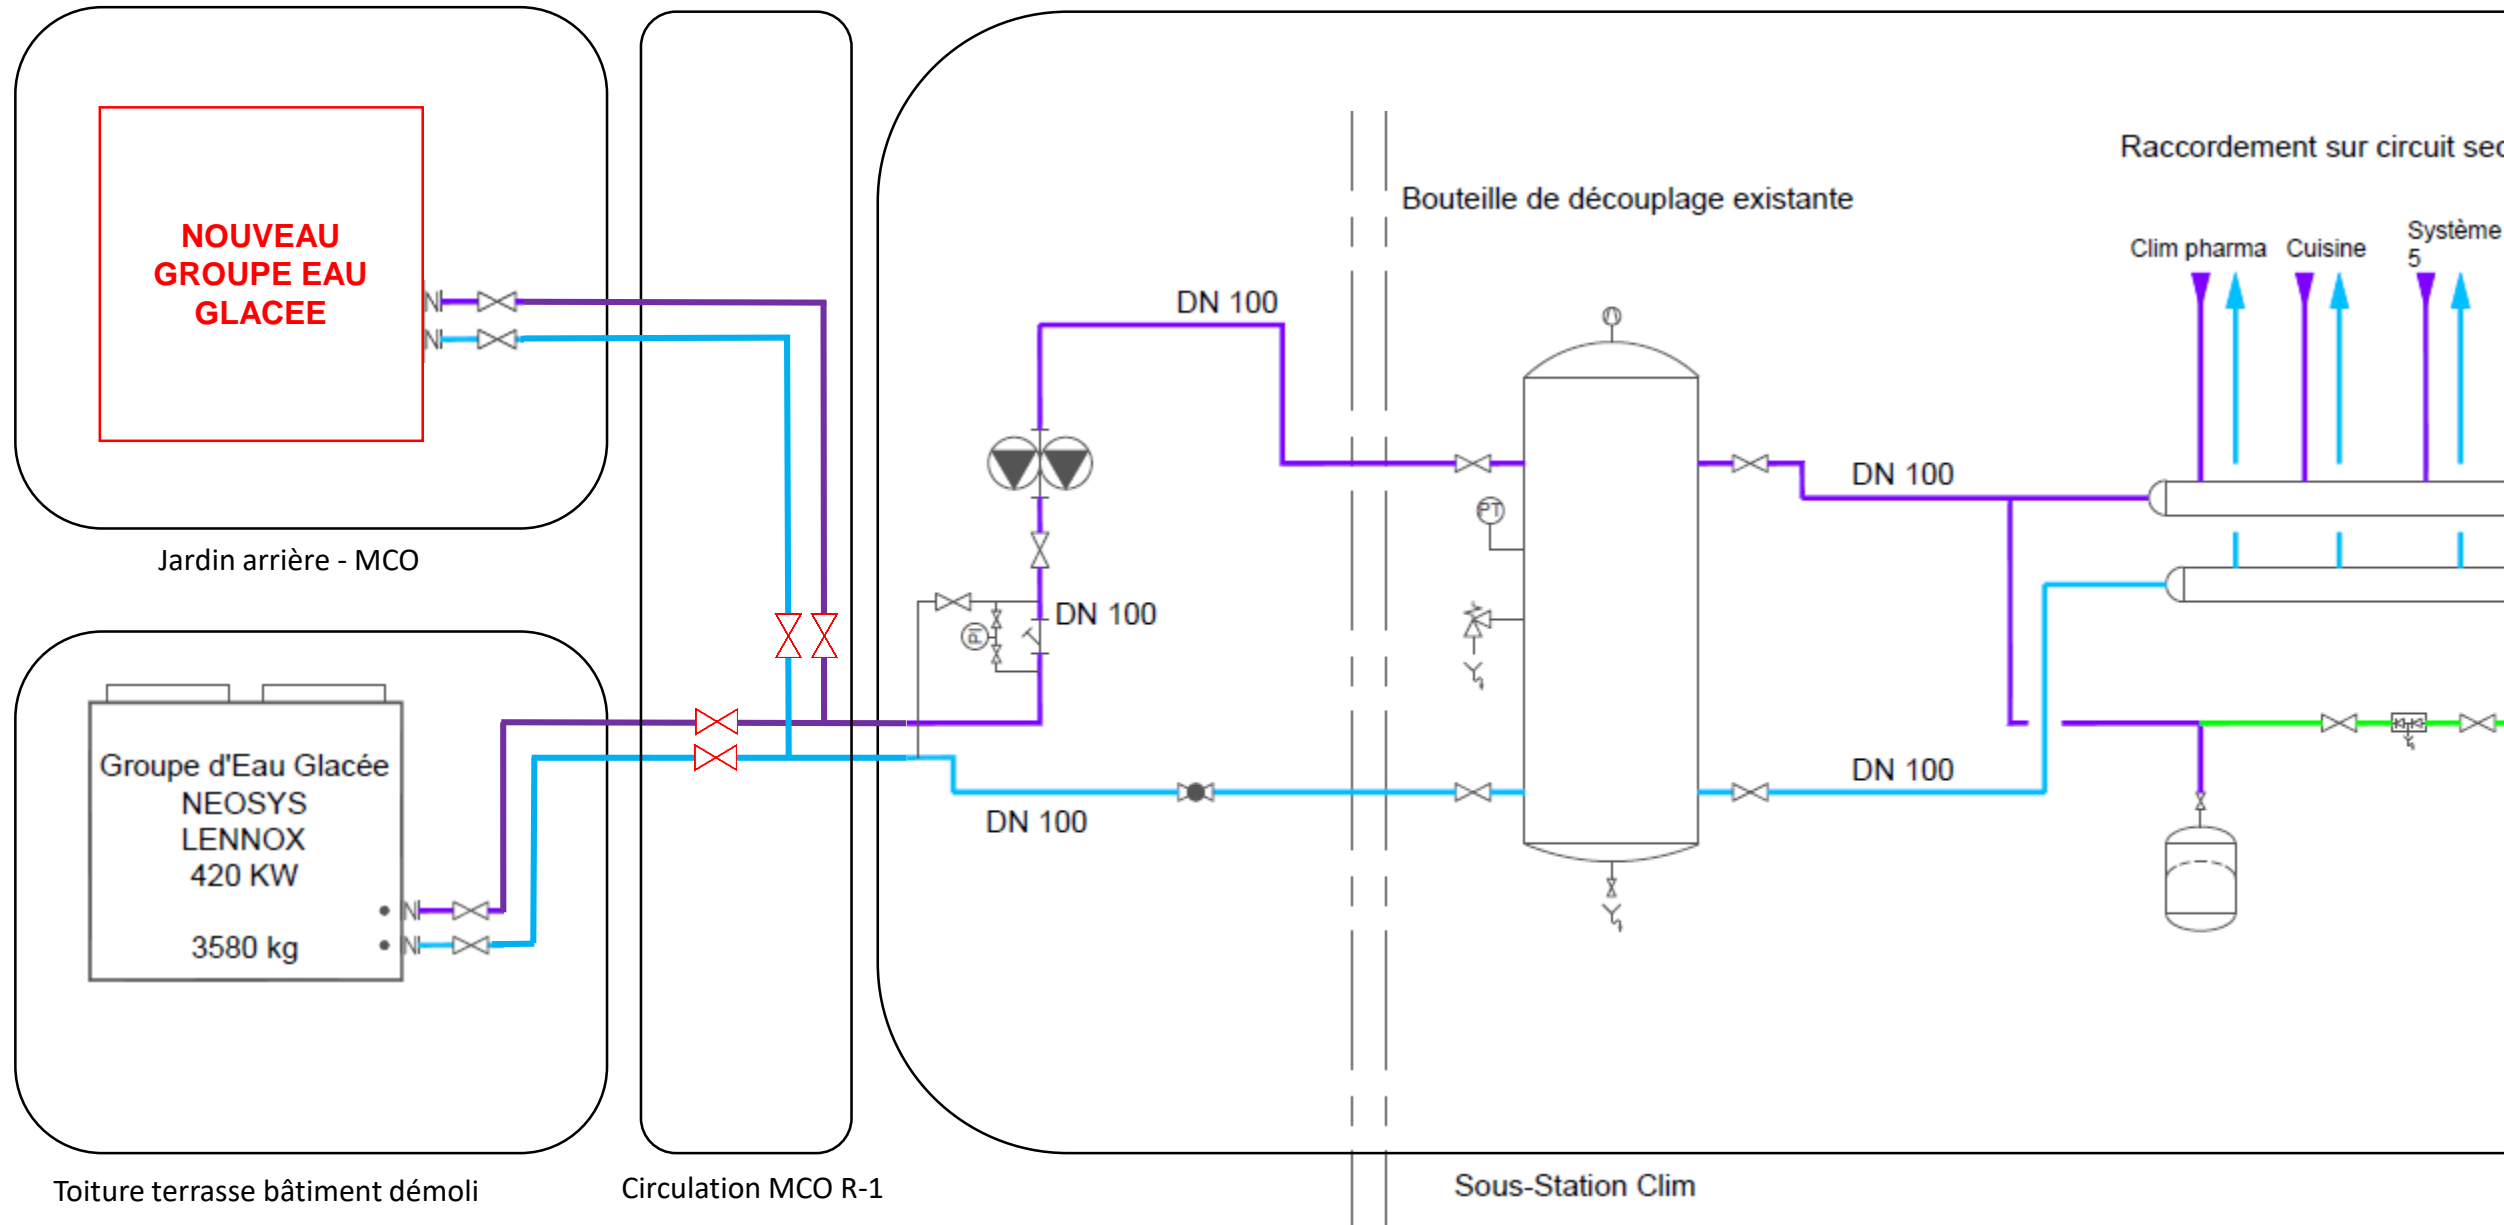 NOUVEAU
GROUPE EAU
GLACEE
Jardin arrière - MCO
Groupe d'Eau Glacée
NEOSYS
LENNOX
420 KW
3580 kg
Toiture terrasse bâtiment démoli
Circulation MCO R-1
DN 100
DN 100
PI
DN 100
Bouteille de découplage existante
PT
DN 100
DN 100
Raccordement sur circuit sec
Clim pharma
Cuisine
Système
5
Sous-Station Clim